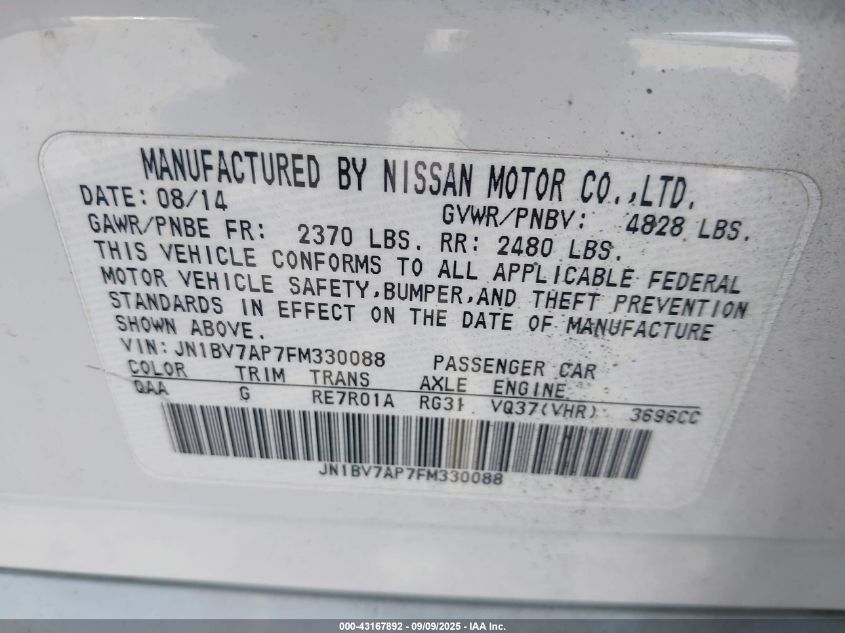 MANUFACTURED BY NISSAN MOTOR CO.,LTD.
DATE: 08/14 GVWR/PNBV: 4828 LBS.
GAWR/PNBE FR: 2370 LBS. RR: 2480 LBS.
THIS VEHICLE CONFORMS TO ALL APPLICABLE FEDERAL
MOTOR VEHICLE SAFETY,BUMPER,AND THEFT PREVENTION
STANDARDS IN EFFECT ON THE DATE OF MANUFACTURE
SHOWN ABOVE.
VIN: JN1BV7AP7FM330088 PASSENGER CAR
COLOR TRIM TRANS AXLE ENGINE
QAA G RE7R01A RG31 VQ37(VHR) 3696CC
JN1BV7AP7FM330088
000-43167892 - 09/09/2025 - IAA Inc.